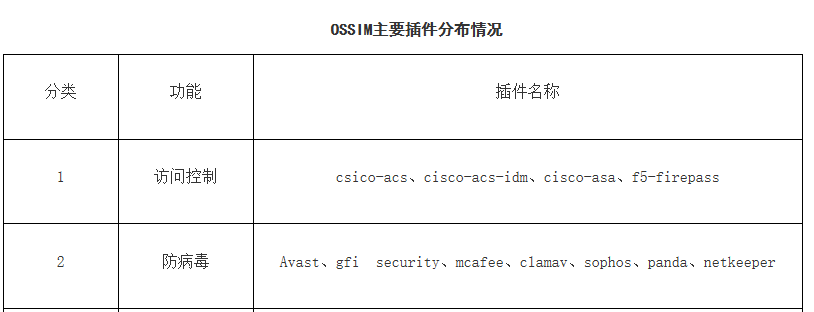 OSSIM主要插件分布情况
分类 功能 插件名称
1 访问控制 csico-acs、cisco-acs-idm、cisco-asa、f5-firepass
2 防病毒 Avast、gfi security、mcafee、clamav、sophos、panda、netkeeper